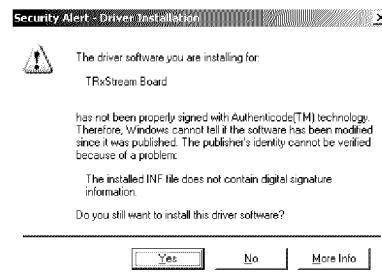 Security Alert - Driver Installation
The driver software you are installing for:
TRxStream Board
has not been properly signed with Authenticode(TM) technology.
Therefore, Windows cannot tell if the software has been modified
since it was published. The publisher's identity cannot be verified
because of a problem:
The installed INF file does not contain digital signature
information.
Do you still want to install this driver software?
Yes No More Info